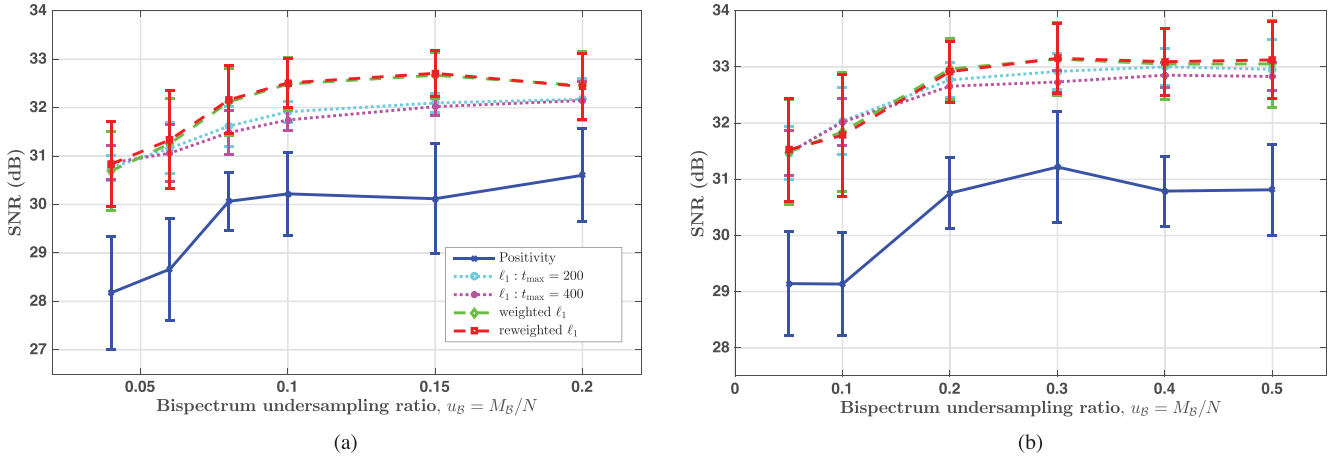 34
33
32
31
30
29
28
27
SNR (dB)
0.05
0.1
0.15
0.2
Bispectrum undersampling ratio, u_ℬ = M_ℬ/N
Positivity
ℓ₁ : t_max = 200
ℓ₁ : t_max = 400
weighted ℓ₁
reweighted ℓ₁
(a)
34
33
32
31
30
29
28
SNR (dB)
0
0.1
0.2
0.3
0.4
0.5
Bispectrum undersampling ratio, u_ℬ = M_ℬ/N
(b)